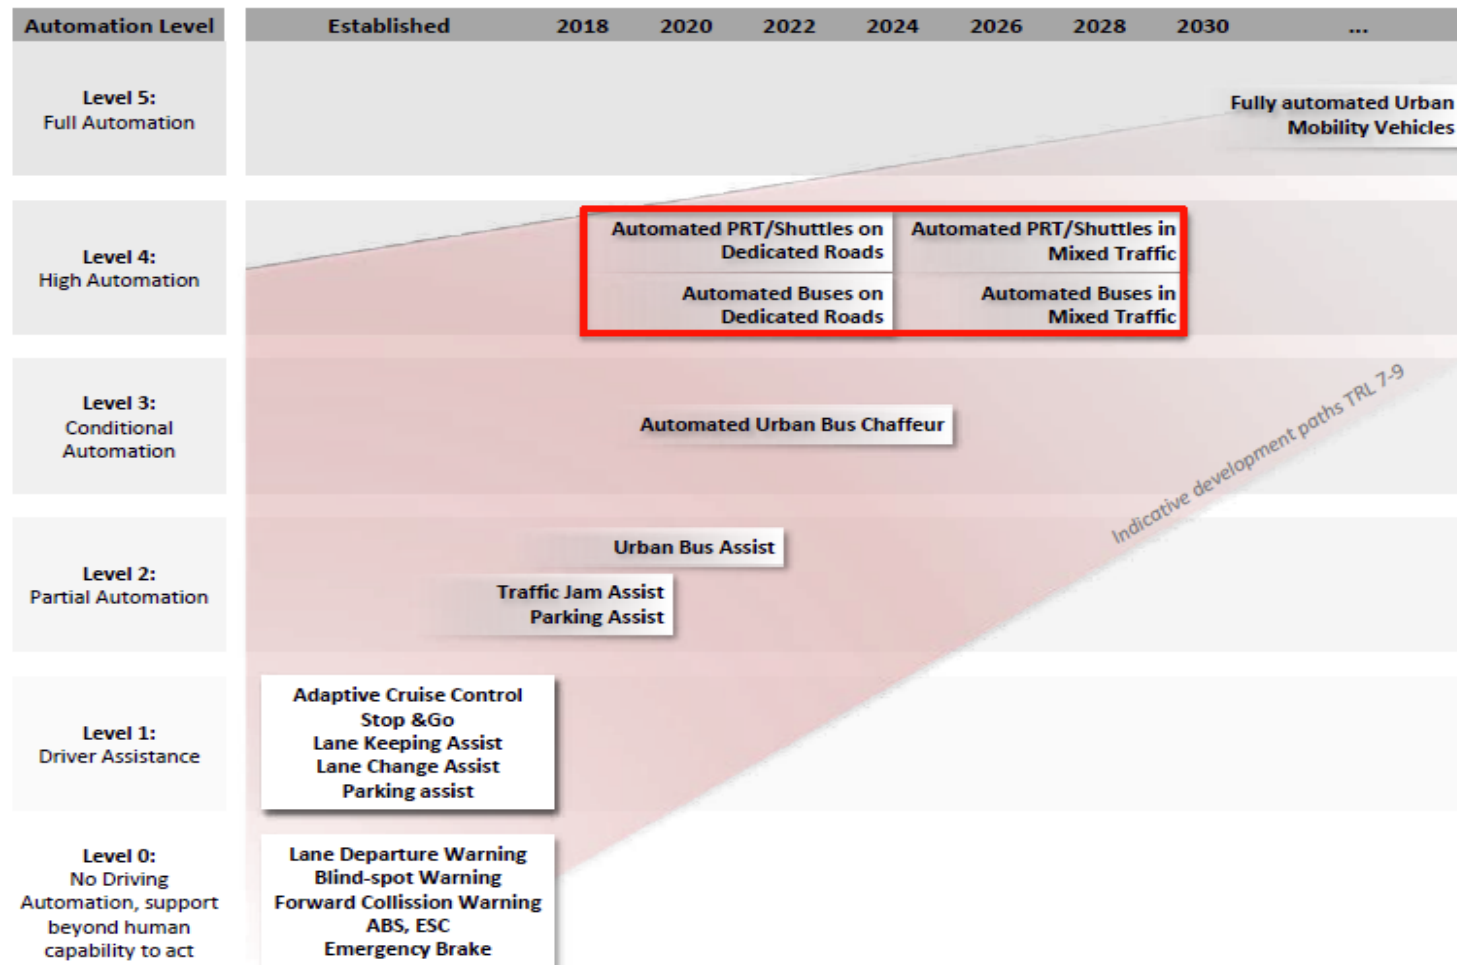 Automation Level
Established 2018 2020 2022 2024 2026 2028 2030 ...
Level 5:
Full Automation
Fully automated Urban
Mobility Vehicles
Level 4:
High Automation
Automated PRT/Shuttles on
Dedicated Roads
Automated PRT/Shuttles in
Mixed Traffic
Automated Buses on
Dedicated Roads
Automated Buses in
Mixed Traffic
Level 3:
Conditional
Automation
Automated Urban Bus Chaffeur
Indicative development paths TRL 7-9
Level 2:
Partial Automation
Urban Bus Assist
Traffic Jam Assist
Parking Assist
Level 1:
Driver Assistance
Adaptive Cruise Control
Stop &Go
Lane Keeping Assist
Lane Change Assist
Parking assist
Level 0:
No Driving
Automation, support
beyond human
capability to act
Lane Departure Warning
Blind-spot Warning
Forward Collission Warning
ABS, ESC
Emergency Brake